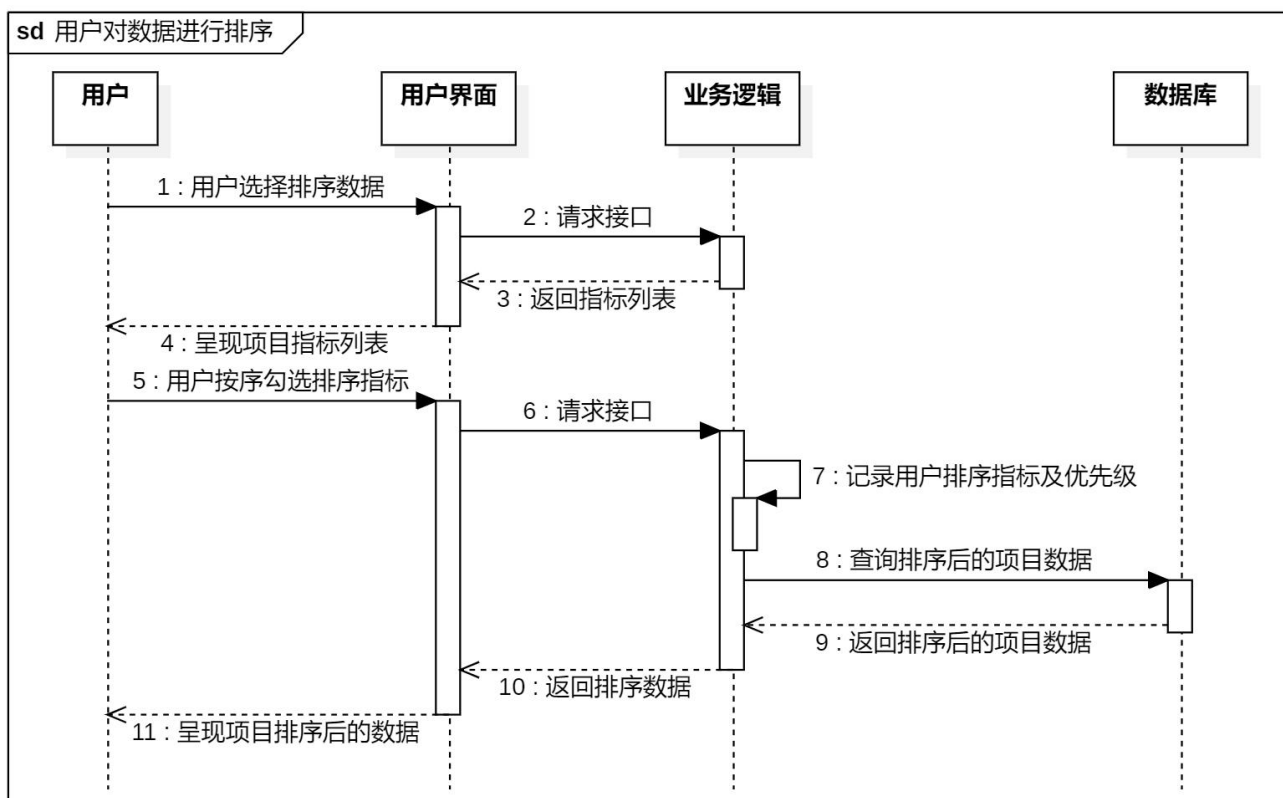 sd 用户对数据进行排序
用户
用户界面
业务逻辑
数据库
1 : 用户选择排序数据
2 : 请求接口
3 : 返回指标列表
4 : 呈现项目指标列表
5 : 用户按序勾选排序指标
6 : 请求接口
7 : 记录用户排序指标及优先级
8 : 查询排序后的项目数据
9 : 返回排序后的项目数据
10 : 返回排序数据
11 : 呈现项目排序后的数据